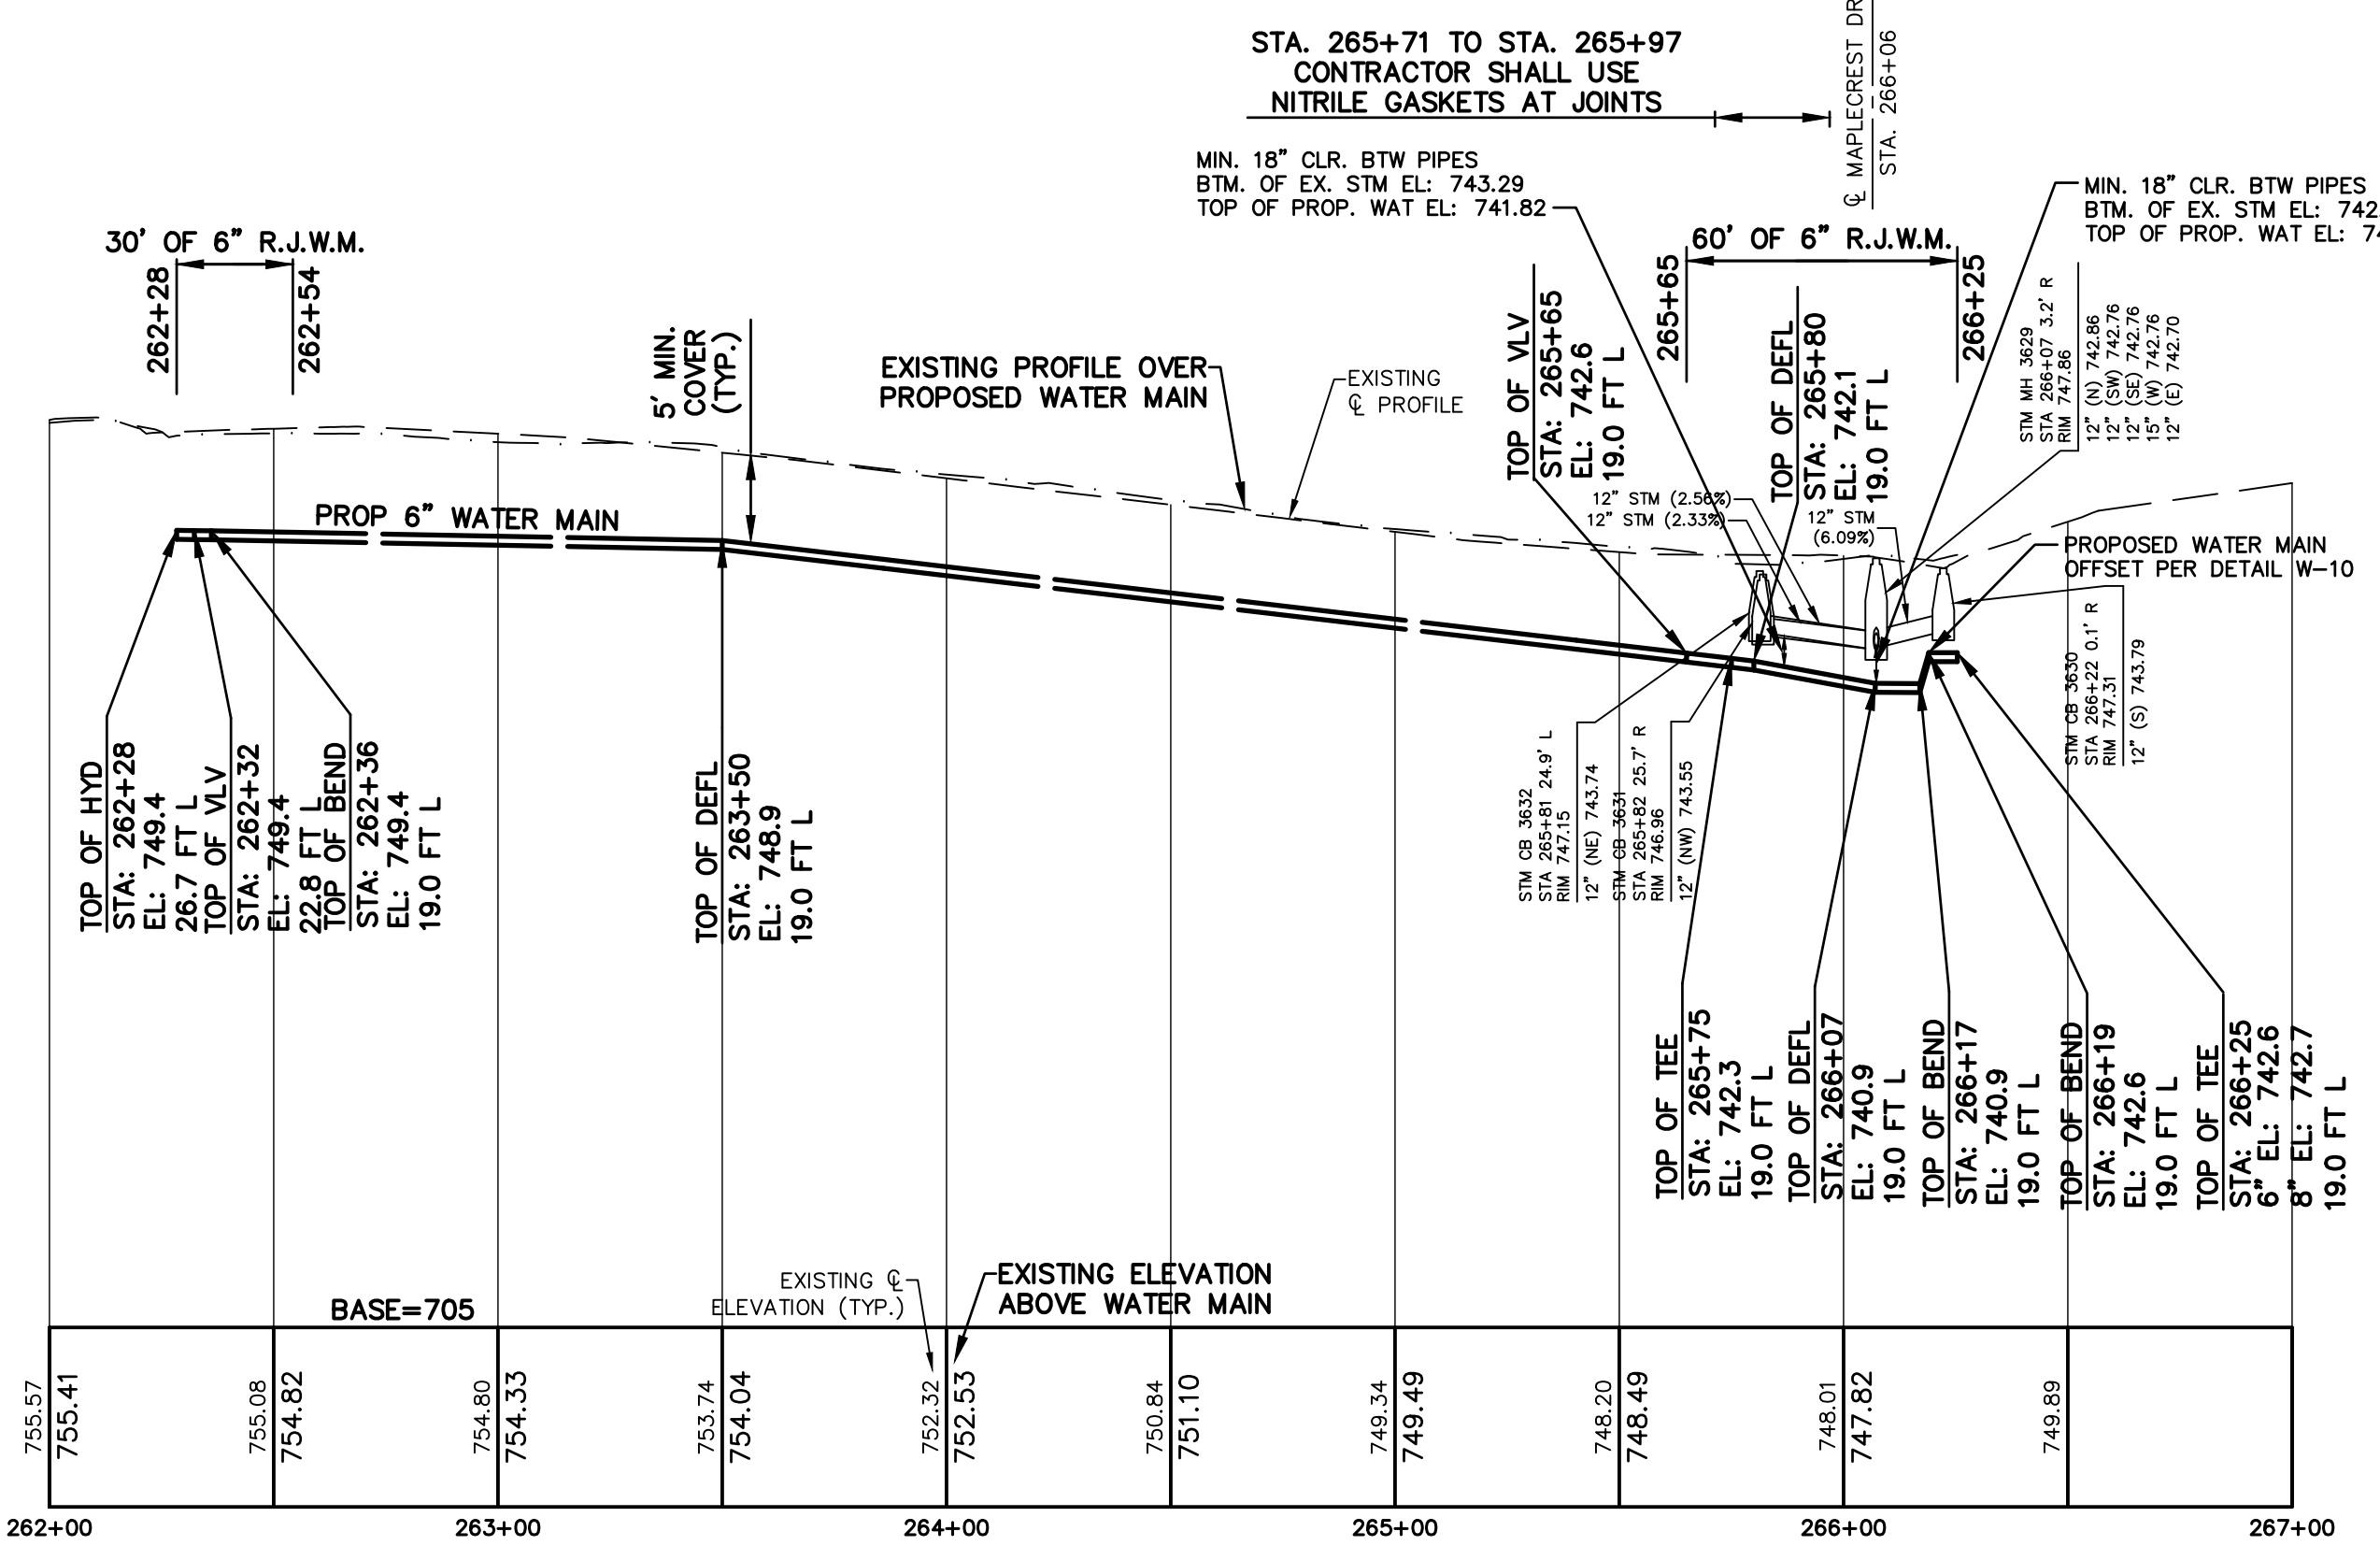 STA. 265+71 TO STA. 265+97
CONTRACTOR SHALL USE
NITRILE GASKETS AT JOINTS
℄ MAPLECREST DR
STA. 266+06
MIN. 18” CLR. BTW PIPES
BTM. OF EX. STM EL: 743.29
TOP OF PROP. WAT EL: 741.82
MIN. 18” CLR. BTW PIPES
BTM. OF EX. STM EL: 742
TOP OF PROP. WAT EL:
30' OF 6” R.J.W.M.
262+28
262+54
60' OF 6” R.J.W.M.
265+65
266+25
5' MIN.
COVER
(TYP.)
EXISTING PROFILE OVER
PROPOSED WATER MAIN
EXISTING
℄ PROFILE
TOP OF VLV
STA: 265+65
EL: 742.6
19.0 FT L
TOP OF DEFL
STA: 265+80
EL: 742.1
19.0 FT L
STM MH 3629
STA 266+07 3.2' R
RIM 747.86
12” (N) 742.86
12” (SW) 742.76
12” (SE) 742.76
15” (W) 742.76
12” (E) 742.70
12” STM (2.56%)
12” STM (2.33%)
12” STM
(6.09%)
PROP 6” WATER MAIN
PROPOSED WATER MAIN
OFFSET PER DETAIL W-10
STM CB 3630
STA 266+22 0.1' R
RIM 747.31
12” (S) 743.79
STM CB 3632
STA 265+81 24.9' L
RIM 747.15
12” (NE) 743.74
STM CB 3631
STA 265+82 25.7' R
RIM 746.96
12” (NW) 743.55
TOP OF HYD
STA: 262+28
EL: 749.4
26.7 FT L
TOP OF VLV
STA: 262+32
EL: 749.4
22.8 FT L
TOP OF BEND
STA: 262+36
EL: 749.4
19.0 FT L
TOP OF DEFL
STA: 263+50
EL: 748.9
19.0 FT L
TOP OF TEE
STA: 265+75
EL: 742.3
19.0 FT L
TOP OF DEFL
STA: 266+07
EL: 740.9
19.0 FT L
TOP OF BEND
STA: 266+17
EL: 740.9
19.0 FT L
TOP OF BEND
STA: 266+19
EL: 742.6
19.0 FT L
TOP OF TEE
STA: 266+25
6” EL: 742.6
8” EL: 742.7
19.0 FT L
EXISTING ℄
ELEVATION (TYP.)
EXISTING ELEVATION
ABOVE WATER MAIN
BASE=705
755.57
755.41
755.08
754.82
754.80
754.33
753.74
754.04
752.32
752.53
750.84
751.10
749.34
749.49
748.20
748.49
748.01
747.82
749.89
262+00
263+00
264+00
265+00
266+00
267+00